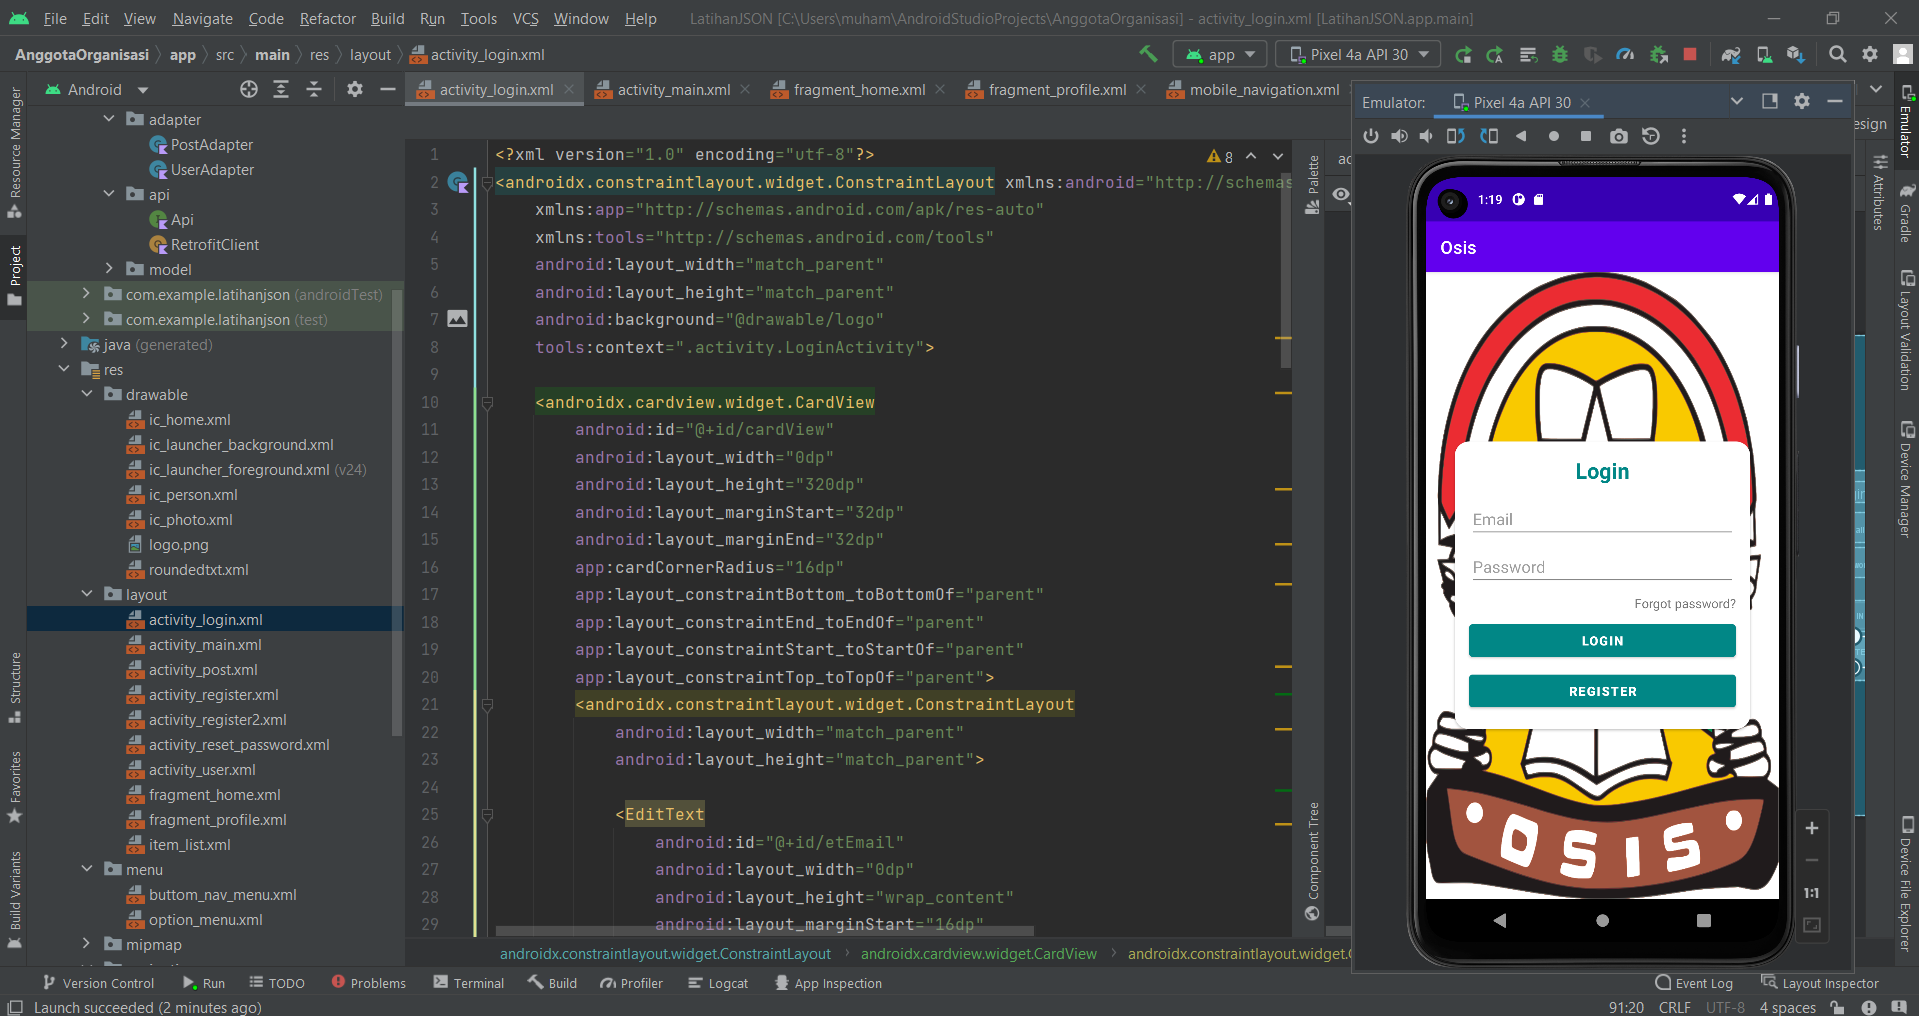 File Edit View Navigate Code Refactor Build Run Tools VCS Window Help LatihanJSON [C:\Users\muham\AndroidStudioProjects\AnggotaOrganisasi] - activity_login.xml [LatihanJSON.app.main]
AnggotaOrganisasi app src main res layout activity_login.xml app Pixel 4a API 30
Android
activity_login.xml activity_main.xml fragment_home.xml fragment_profile.xml mobile_navigation.xml
Resource Manager
Project
Structure
Favorites
Build Variants
adapter
PostAdapter
UserAdapter
api
Api
RetrofitClient
model
com.example.latihanjson (androidTest)
com.example.latihanjson (test)
java (generated)
res
drawable
ic_home.xml
ic_launcher_background.xml
ic_launcher_foreground.xml (v24)
ic_person.xml
ic_photo.xml
logo.png
roundedtxt.xml
layout
activity_login.xml
activity_main.xml
activity_post.xml
activity_register.xml
activity_register2.xml
activity_reset_password.xml
activity_user.xml
fragment_home.xml
fragment_profile.xml
item_list.xml
menu
buttom_nav_menu.xml
option_menu.xml
mipmap
8
1 <?xml version="1.0" encoding="utf-8"?>
2 <androidx.constraintlayout.widget.ConstraintLayout xmlns:android="http://schemas
3 xmlns:app="http://schemas.android.com/apk/res-auto"
4 xmlns:tools="http://schemas.android.com/tools"
5 android:layout_width="match_parent"
6 android:layout_height="match_parent"
7 android:background="@drawable/logo"
8 tools:context=".activity.LoginActivity">
9
10 <androidx.cardview.widget.CardView
11 android:id="@+id/cardView"
12 android:layout_width="0dp"
13 android:layout_height="320dp"
14 android:layout_marginStart="32dp"
15 android:layout_marginEnd="32dp"
16 app:cardCornerRadius="16dp"
17 app:layout_constraintBottom_toBottomOf="parent"
18 app:layout_constraintEnd_toEndOf="parent"
19 app:layout_constraintStart_toStartOf="parent"
20 app:layout_constraintTop_toTopOf="parent">
21 <androidx.constraintlayout.widget.ConstraintLayout
22 android:layout_width="match_parent"
23 android:layout_height="match_parent">
24
25 <EditText
26 android:id="@+id/etEmail"
27 android:layout_width="0dp"
28 android:layout_height="wrap_content"
29 android:layout_marginStart="16dp"
androidx.constraintlayout.widget.ConstraintLayout androidx.cardview.widget.CardView androidx.constraintlayout.widget.C
Palette
Component Tree
Emulator: Pixel 4a API 30
1:19
Osis
Login
Email
Password
Forgot password?
LOGIN
REGISTER
OSIS
1:1
Emulator
Attributes
Gradle
Layout Validation
Device Manager
Device File Explorer
Version Control Run TODO Problems Terminal Build Profiler Logcat App Inspection Event Log Layout Inspector
Launch succeeded (2 minutes ago) 91:20 CRLF UTF-8 4 spaces